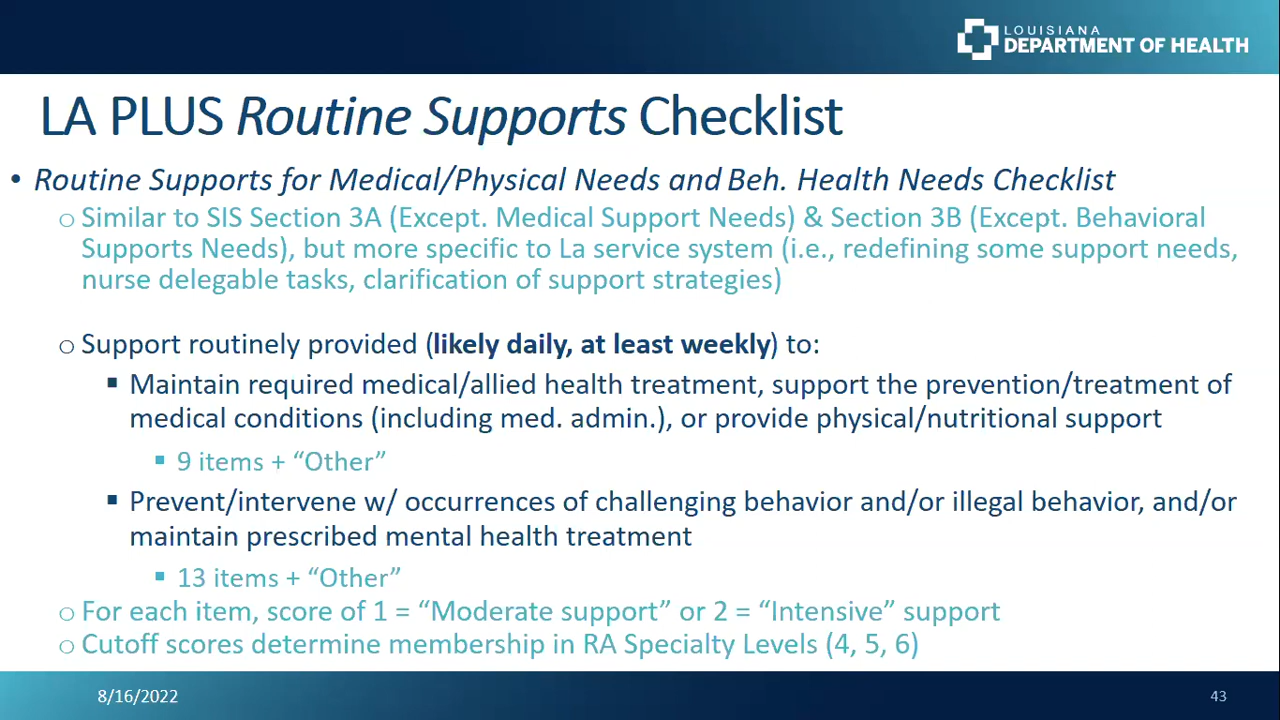 LOUISIANA
DEPARTMENT OF HEALTH
LA PLUS Routine Supports Checklist
• Routine Supports for Medical/Physical Needs and Beh. Health Needs Checklist
o Similar to SIS Section 3A (Except. Medical Support Needs) & Section 3B (Except. Behavioral
Supports Needs), but more specific to La service system (i.e., redefining some support needs,
nurse delegable tasks, clarification of support strategies)
o Support routinely provided (likely daily, at least weekly) to:
▪ Maintain required medical/allied health treatment, support the prevention/treatment of
medical conditions (including med. admin.), or provide physical/nutritional support
▪ 9 items + “Other”
▪ Prevent/intervene w/ occurrences of challenging behavior and/or illegal behavior, and/or
maintain prescribed mental health treatment
▪ 13 items + “Other”
o For each item, score of 1 = “Moderate support” or 2 = “Intensive” support
o Cutoff scores determine membership in RA Specialty Levels (4, 5, 6)
8/16/2022
43